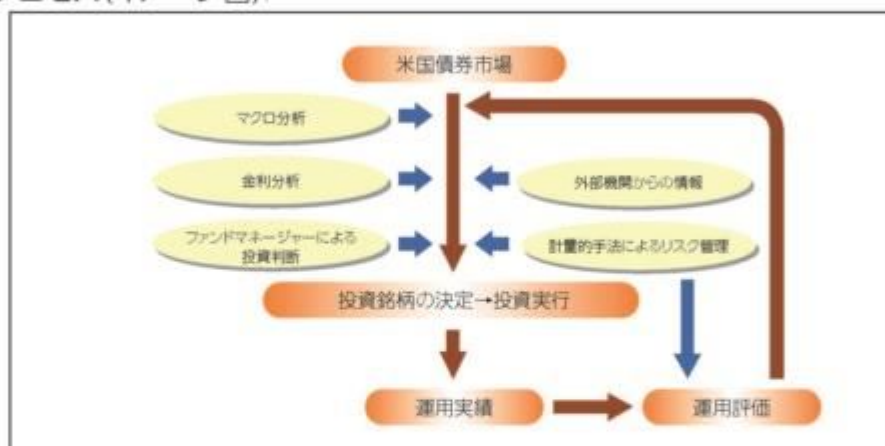 米国債券市場
マクロ分析
金利分析
外部機関からの情報
ファンドマネージャーによる
投資判断
計量的手法によるリスク管理
投資銘柄の決定→投資実行
運用実績
運用評価